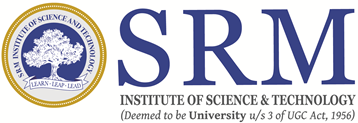 SRM INSTITUTE OF SCIENCE AND TECHNOLOGY
LEARN - LEAP - LEAD
SRM
INSTITUTE OF SCIENCE & TECHNOLOGY
(Deemed to be University u/s 3 of UGC Act, 1956)